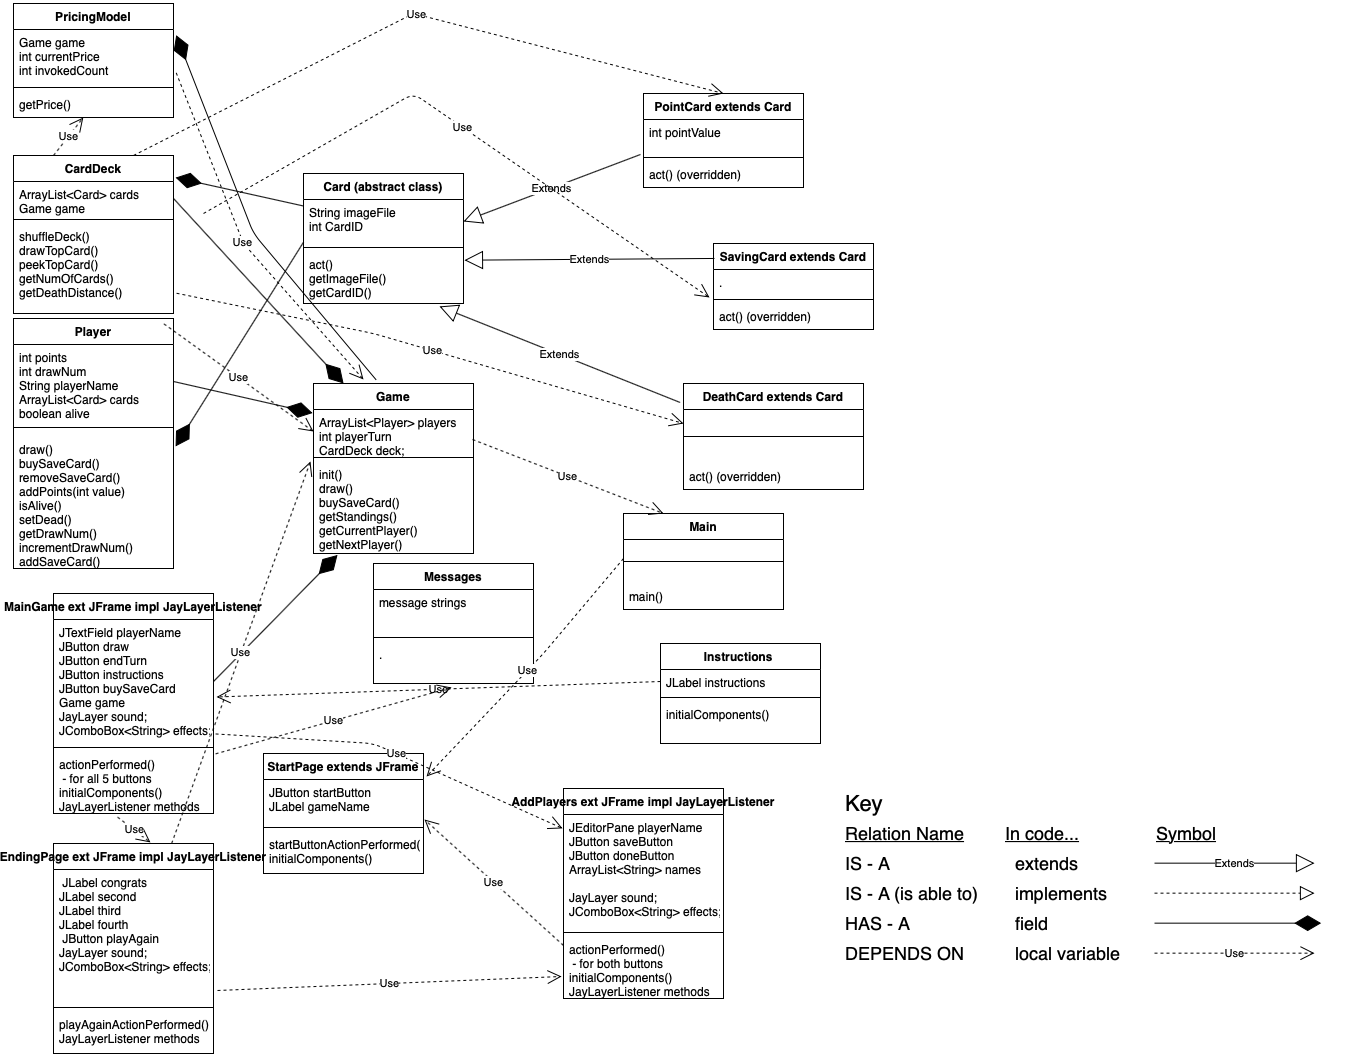 PricingModel
Game game
int currentPrice
int invokedCount
getPrice()
Use
Use
Use
Use
CardDeck
ArrayList<Card> cards
Game game
shuffleDeck()
drawTopCard()
peekTopCard()
getNumOfCards()
getDeathDistance()
Card (abstract class)
String imageFile
int CardID
act()
getImageFile()
getCardID()
PointCard extends Card
int pointValue
act() (overridden)
Extends
Extends
Extends
SavingCard extends Card
.
act() (overridden)
DeathCard extends Card
act() (overridden)
Player
int points
int drawNum
String playerName
ArrayList<Card> cards
boolean alive
draw()
buySaveCard()
removeSaveCard()
addPoints(int value)
isAlive()
setDead()
getDrawNum()
incrementDrawNum()
addSaveCard()
Use
Use
Game
ArrayList<Player> players
int playerTurn
CardDeck deck;
init()
draw()
buySaveCard()
getStandings()
getCurrentPlayer()
getNextPlayer()
Use
Main
main()
Messages
message strings
.
Use
Use
Use
Use
Use
Instructions
JLabel instructions
initialComponents()
MainGame ext JFrame impl JayLayerListener
JTextField playerName
JButton draw
JButton endTurn
JButton instructions
JButton buySaveCard
Game game
JayLayer sound;
JComboBox<String> effects;
actionPerformed()
- for all 5 buttons
initialComponents()
JayLayerListener methods
Use
StartPage extends JFrame
JButton startButton
JLabel gameName
startButtonActionPerformed(
initialComponents()
AddPlayers ext JFrame impl JayLayerListener
JEditorPane playerName
JButton saveButton
JButton doneButton
ArrayList<String> names
JayLayer sound;
JComboBox<String> effects;
actionPerformed()
- for both buttons
initialComponents()
JayLayerListener methods
Use
Use
EndingPage ext JFrame impl JayLayerListener
JLabel congrats
JLabel second
JLabel third
JLabel fourth
JButton playAgain
JayLayer sound;
JComboBox<String> effects;
playAgainActionPerformed()
JayLayerListener methods
Key
Relation Name In code... Symbol
IS - A extends Extends
IS - A (is able to) implements
HAS - A field
DEPENDS ON local variable Use